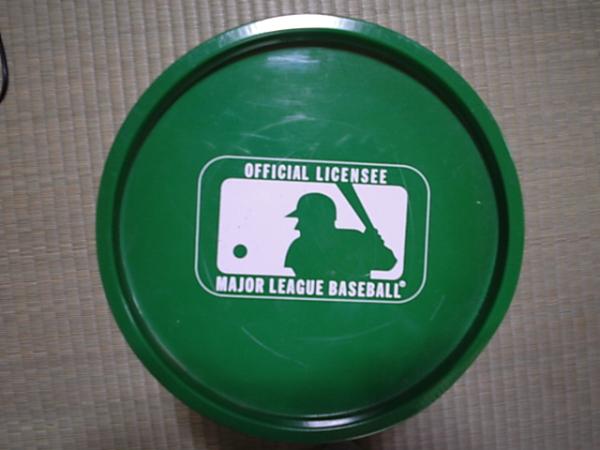 OFFICIAL LICENSEE
MAJOR LEAGUE BASEBALL®